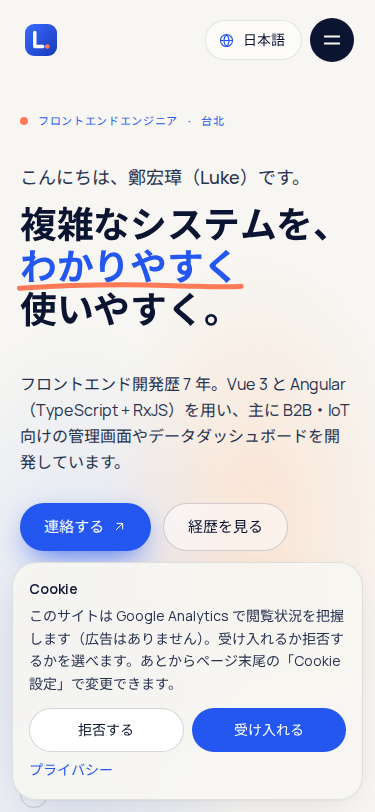 L.
日本語
フロントエンドエンジニア · 台北
こんにちは、鄭宏璋（Luke）です。
複雑なシステムを、
わかりやすく
使いやすく。
フロントエンド開発歴 7 年。Vue 3 と Angular
（TypeScript + RxJS）を用い、主に B2B・IoT
向けの管理画面やデータダッシュボードを開
発しています。
連絡する
経歴を見る
Cookie
このサイトは Google Analytics で閲覧状況を把握
します（広告はありません）。受け入れるか拒否す
るかを選べます。あとからページ末尾の「Cookie
設定」で変更できます。
拒否する
受け入れる
プライバシー